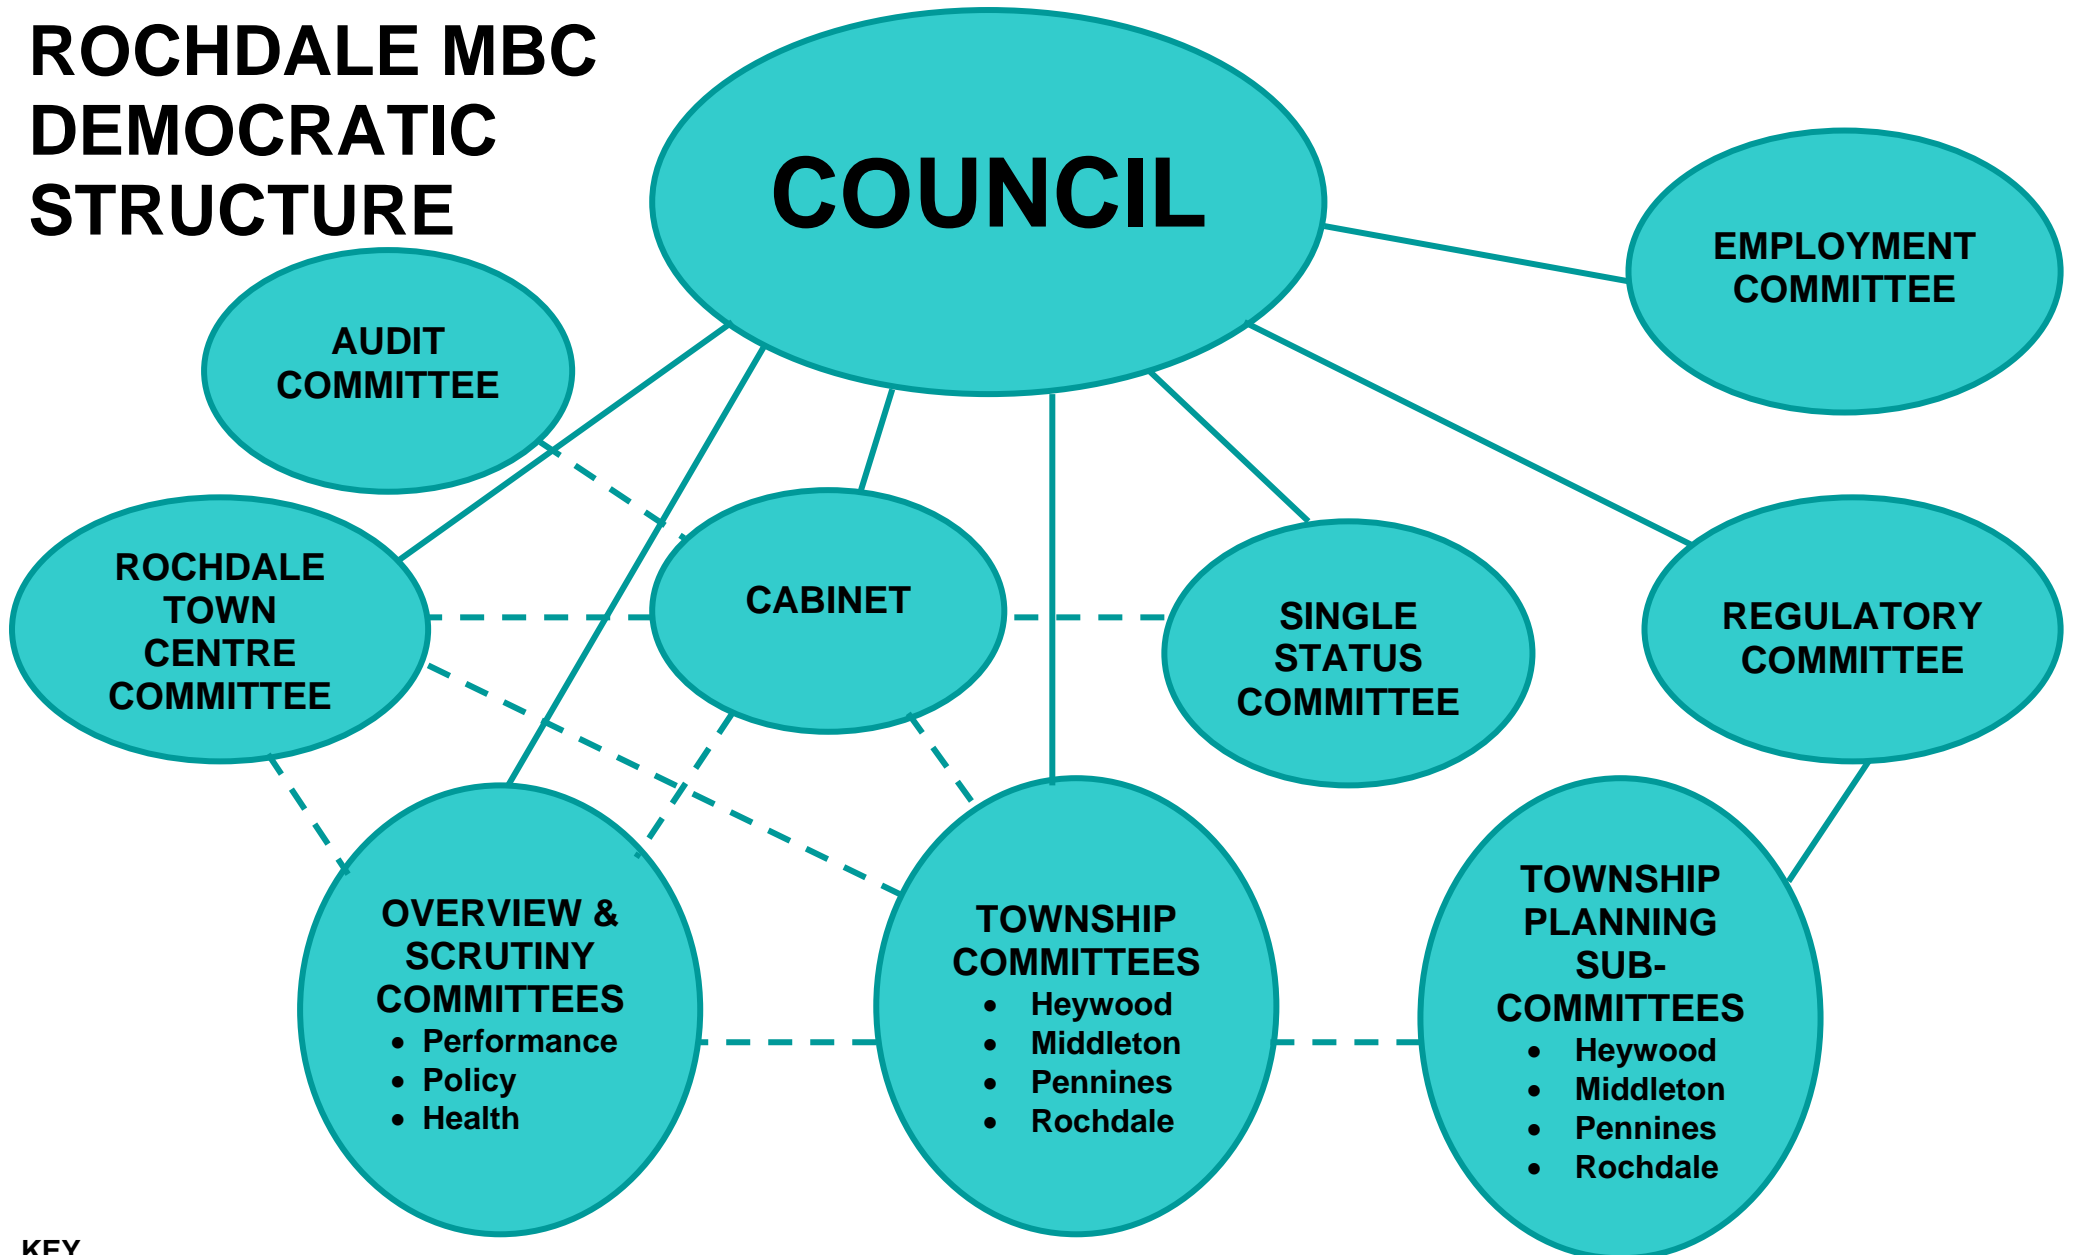 ROCHDALE MBC
DEMOCRATIC
STRUCTURE
COUNCIL
EMPLOYMENT
COMMITTEE
AUDIT
COMMITTEE
ROCHDALE
TOWN
CENTRE
COMMITTEE
CABINET
SINGLE
STATUS
COMMITTEE
REGULATORY
COMMITTEE
OVERVIEW &
SCRUTINY
COMMITTEES
• Performance
• Policy
• Health
TOWNSHIP
COMMITTEES
• Heywood
• Middleton
• Pennines
• Rochdale
TOWNSHIP
PLANNING
SUB-
COMMITTEES
• Heywood
• Middleton
• Pennines
• Rochdale
KEY